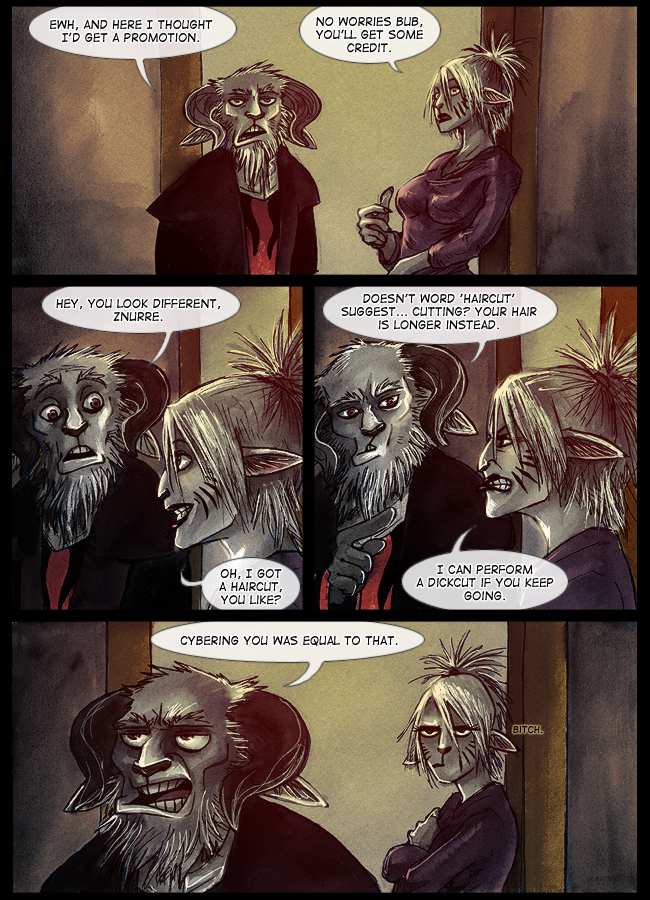 EWH, AND HERE I THOUGHT
I'D GET A PROMOTION.
NO WORRIES BUB,
YOU'LL GET SOME
CREDIT.
HEY, YOU LOOK DIFFERENT,
ZNURRE.
OH, I GOT
A HAIRCUT,
YOU LIKE?
DOESN'T WORD 'HAIRCUT'
SUGGEST... CUTTING? YOUR HAIR
IS LONGER INSTEAD.
I CAN PERFORM
A DICKCUT IF YOU KEEP
GOING.
CYBERING YOU WAS EQUAL TO THAT.
BITCH.